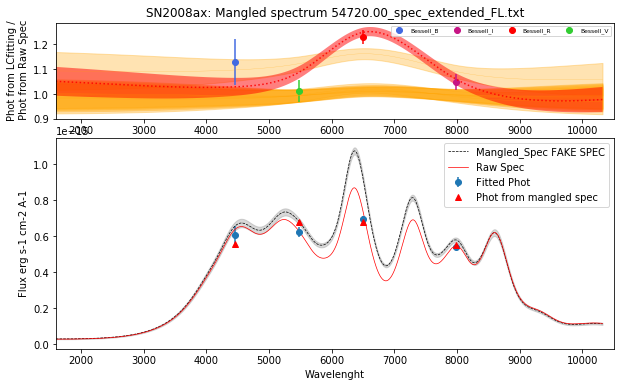 SN2008ax: Mangled spectrum 54720.00_spec_extended_FL.txt
Phot from LCfitting /
Phot from Raw Spec
1.2
1.1
1.0
0.9
Bessell_B
Bessell_I
Bessell_R
Bessell_V
2000
3000
4000
5000
6000
7000
8000
9000
10000
Flux erg s-1 cm-2 A-1
1.0
0.8
0.6
0.4
0.2
0.0
Mangled_Spec FAKE SPEC
Raw Spec
Fitted Phot
Phot from mangled spec
2000
3000
4000
5000
6000
7000
8000
9000
10000
Wavelenght